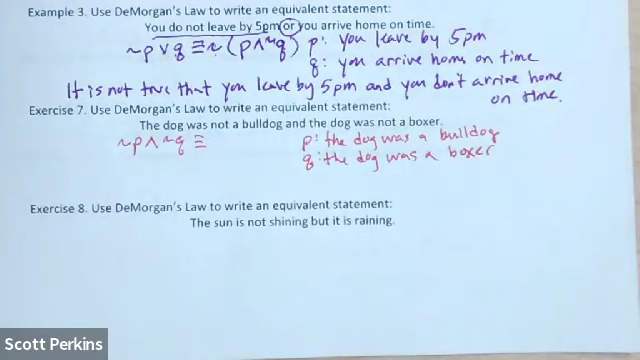 Example 3. Use DeMorgan's Law to write an equivalent statement:
You do not leave by 5pm or you arrive home on time.
~p ∨ q ≡ ~(p ∧ ~q) p: you leave by 5pm
q: you arrive home on time
It is not true that you leave by 5pm and you don't arrive home
on time.
Exercise 7. Use DeMorgan's Law to write an equivalent statement:
The dog was not a bulldog and the dog was not a boxer.
~p ∧ ~q ≡ p: the dog was a bulldog
q: the dog was a boxer
Exercise 8. Use DeMorgan's Law to write an equivalent statement:
The sun is not shining but it is raining.
Scott Perkins